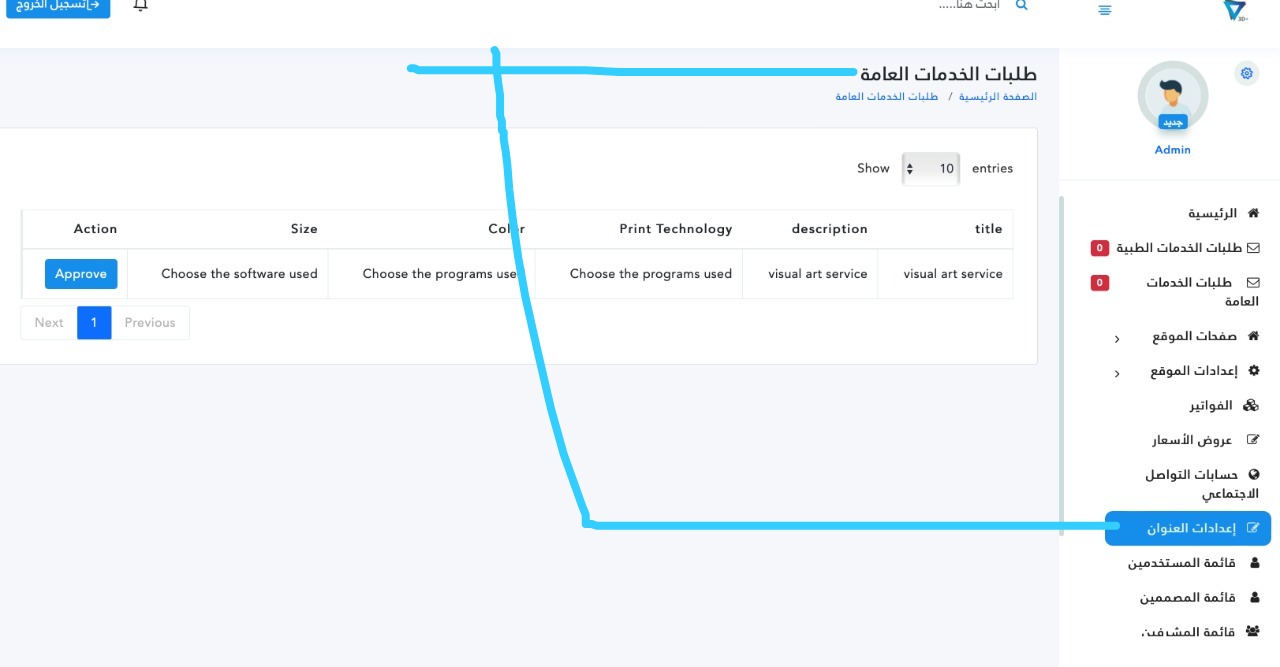 تسجيل الخروج
ابحث هنا.....
3D+
طلبات الخدمات العامة
الصفحة الرئيسية / طلبات الخدمات العامة
Show 10 entries
Action Size Color Print Technology description title
Approve Choose the software used Choose the programs used Choose the programs used visual art service visual art service
Next 1 Previous
جديد
Admin
الرئيسية
طلبات الخدمات الطبية 0
طلبات الخدمات 0
العامة
صفحات الموقع
إعدادات الموقع
الفواتير
عروض الأسعار
حسابات التواصل
الاجتماعي
إعدادات العنوان
قائمة المستخدمين
قائمة المصممين
قائمة المشرفين